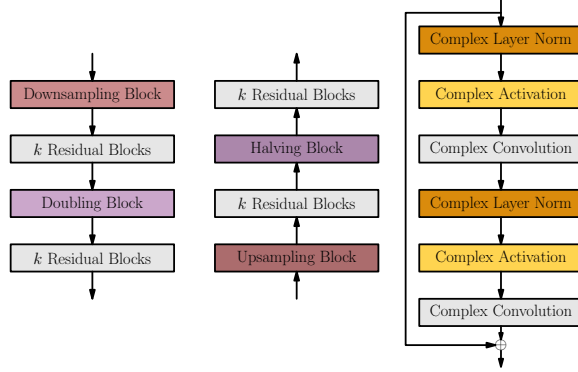 Downsampling Block
k Residual Blocks
Doubling Block
k Residual Blocks
k Residual Blocks
Halving Block
k Residual Blocks
Upsampling Block
Complex Layer Norm
Complex Activation
Complex Convolution
Complex Layer Norm
Complex Activation
Complex Convolution